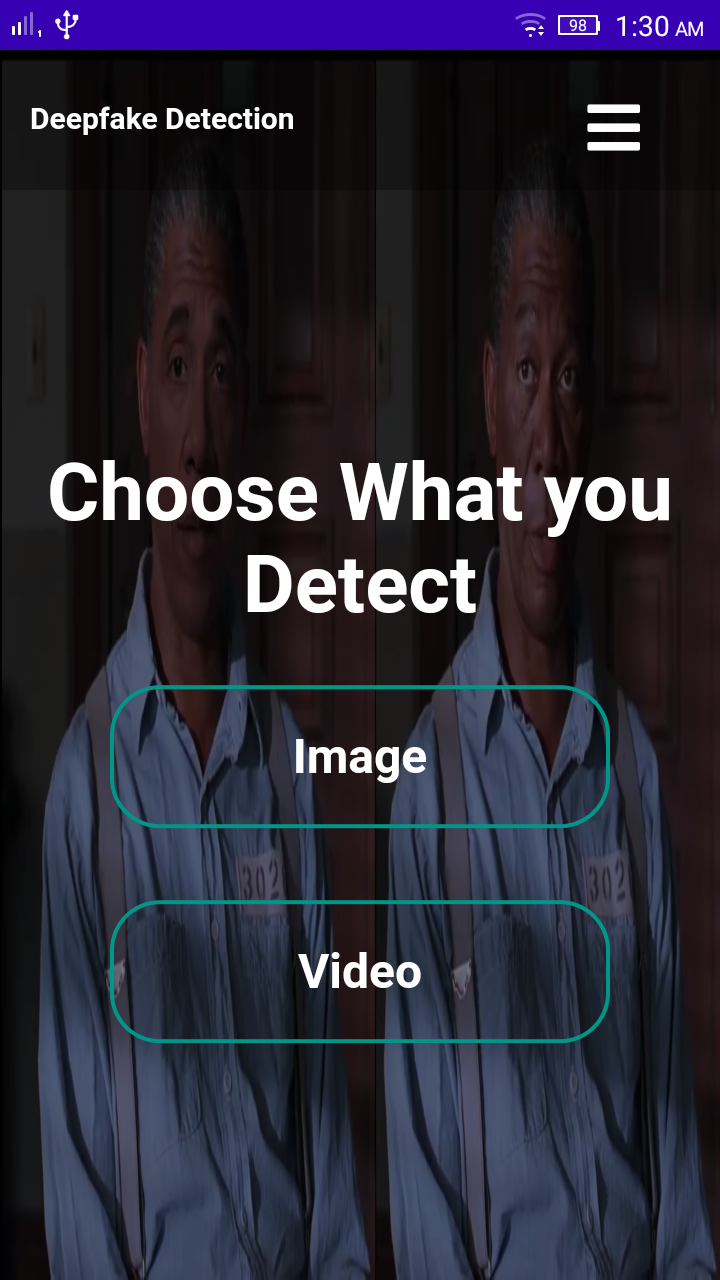 98 1:30 AM
Deepfake Detection
Choose What you
Detect
Image
302
302
Video